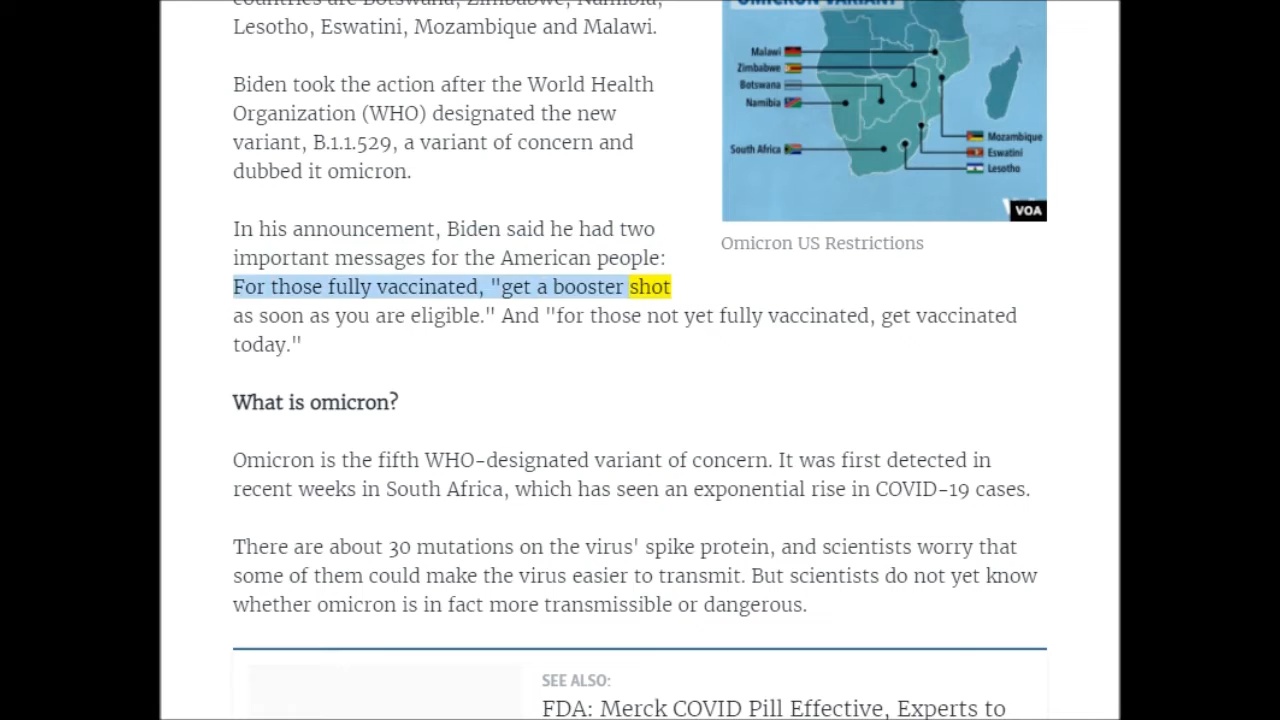 countries are Botswana, Zimbabwe, Namibia,
Lesotho, Eswatini, Mozambique and Malawi.
Biden took the action after the World Health
Organization (WHO) designated the new
variant, B.1.1.529, a variant of concern and
dubbed it omicron.
In his announcement, Biden said he had two
important messages for the American people:
For those fully vaccinated, "get a booster shot
as soon as you are eligible." And "for those not yet fully vaccinated, get vaccinated
today."
OMICRON VARIANT
Malawi
Zimbabwe
Botswana
Namibia
South Africa
Mozambique
Eswatini
Lesotho
VOA
Omicron US Restrictions
What is omicron?
Omicron is the fifth WHO-designated variant of concern. It was first detected in
recent weeks in South Africa, which has seen an exponential rise in COVID-19 cases.
There are about 30 mutations on the virus' spike protein, and scientists worry that
some of them could make the virus easier to transmit. But scientists do not yet know
whether omicron is in fact more transmissible or dangerous.
SEE ALSO:
FDA: Merck COVID Pill Effective, Experts to